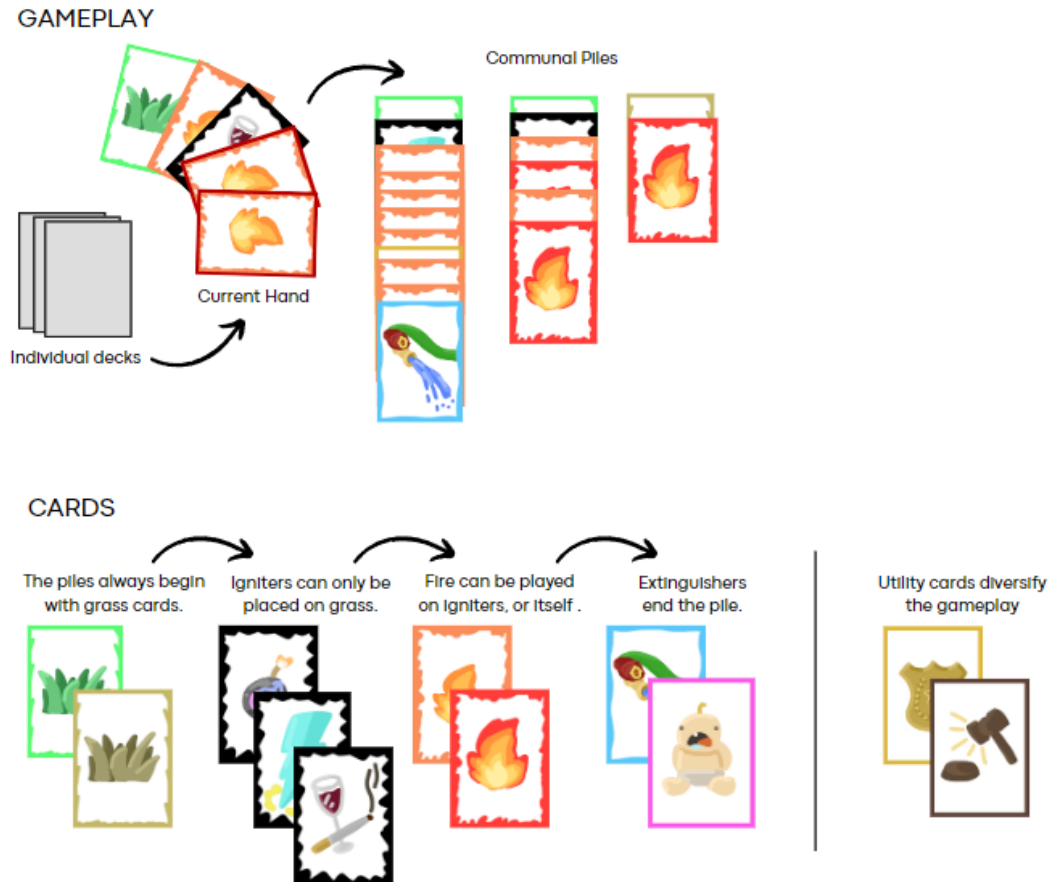 GAMEPLAY
Communal Piles
Current Hand
Individual decks
CARDS
The piles always begin
with grass cards.
Igniters can only be
placed on grass.
Fire can be played
on igniters, or itself .
Extinguishers
end the pile.
Utility cards diversify
the gameplay